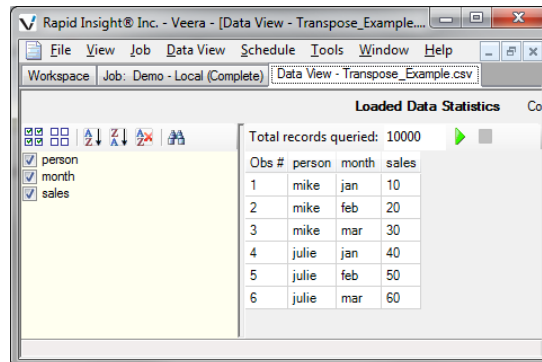 Rapid Insight® Inc. - Veera - [Data View - Transpose_Example....
File View Job Data View Schedule Tools Window Help
Workspace Job: Demo - Local (Complete) Data View - Transpose_Example.csv
Loaded Data Statistics Co
Total records queried: 10000
person
month
sales
Obs # person month sales
1 mike jan 10
2 mike feb 20
3 mike mar 30
4 julie jan 40
5 julie feb 50
6 julie mar 60